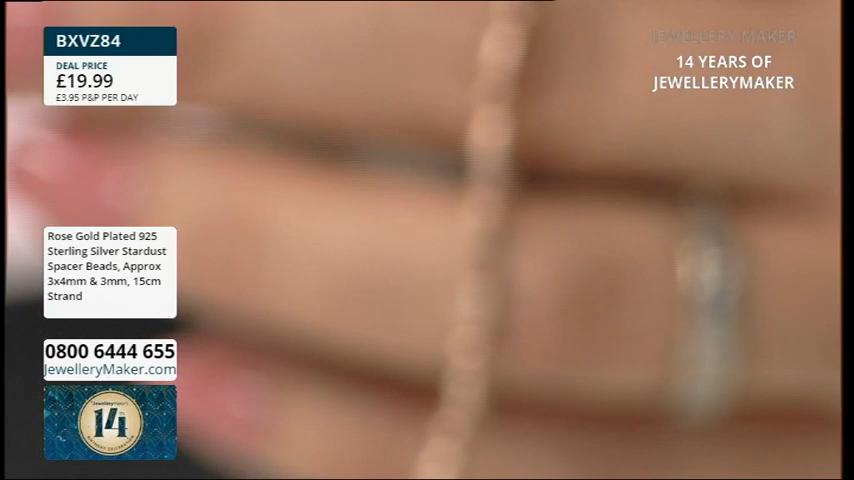 BXVZ84
DEAL PRICE
£19.99
£3.95 P&P PER DAY
JEWELLERY MAKER
14 YEARS OF
JEWELLERYMAKER
Rose Gold Plated 925
Sterling Silver Stardust
Spacer Beads, Approx
3x4mm & 3mm, 15cm
Strand
0800 6444 655
JewelleryMaker.com
14